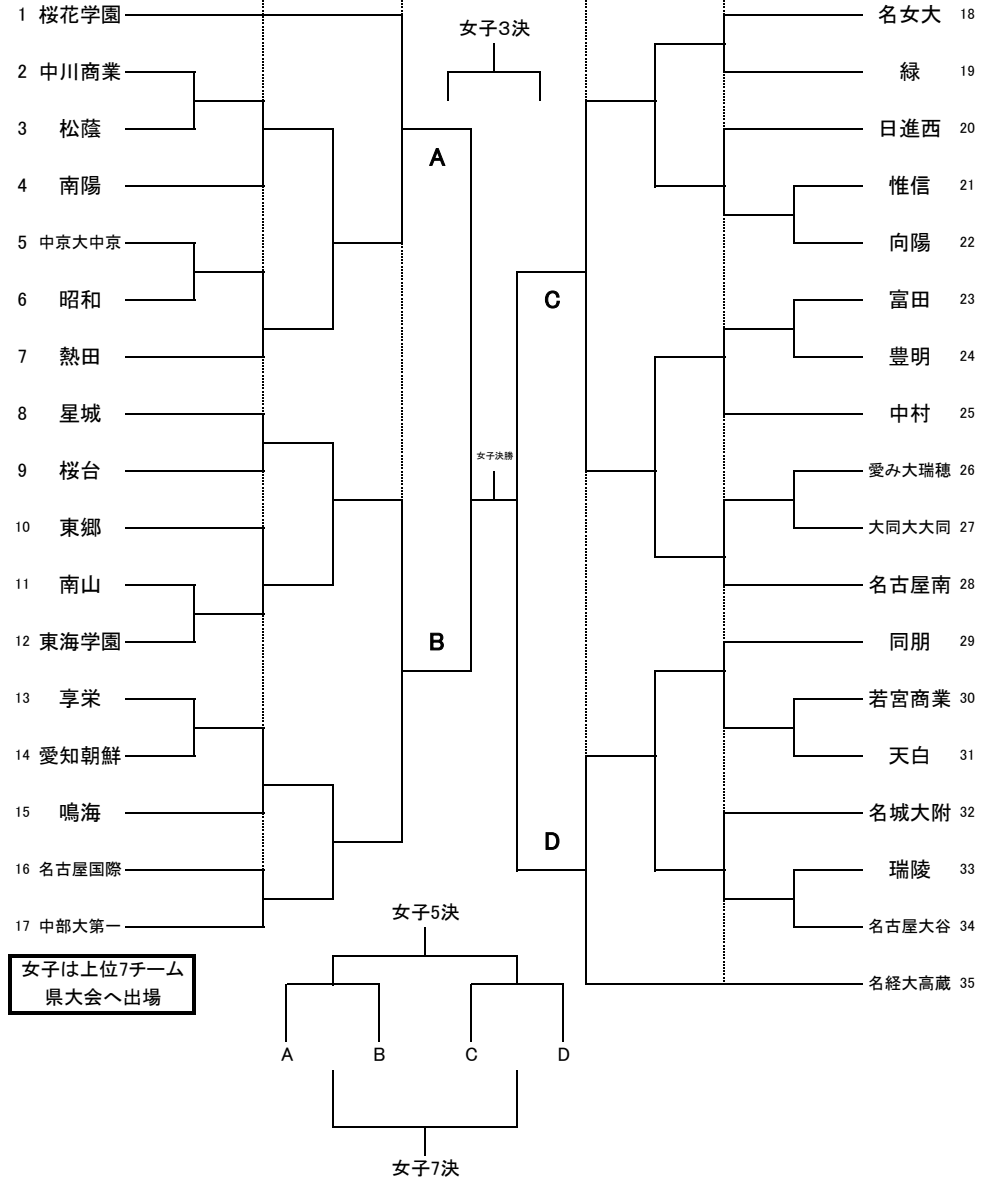 1 桜花学園
2 中川商業
3 松蔭
4 南陽
5 中京大中京
6 昭和
7 熱田
8 星城
9 桜台
10 東郷
11 南山
12 東海学園
13 享栄
14 愛知朝鮮
15 鳴海
16 名古屋国際
17 中部大第一
女子は上位7チーム
県大会へ出場
女子3決
A
B
女子決勝
C
D
名女大 18
緑 19
日進西 20
惟信 21
向陽 22
富田 23
豊明 24
中村 25
愛み大瑞穂 26
大同大大同 27
名古屋南 28
同朋 29
若宮商業 30
天白 31
名城大附 32
瑞陵 33
名古屋大谷 34
名経大高蔵 35
女子5決
A B C D
女子7決